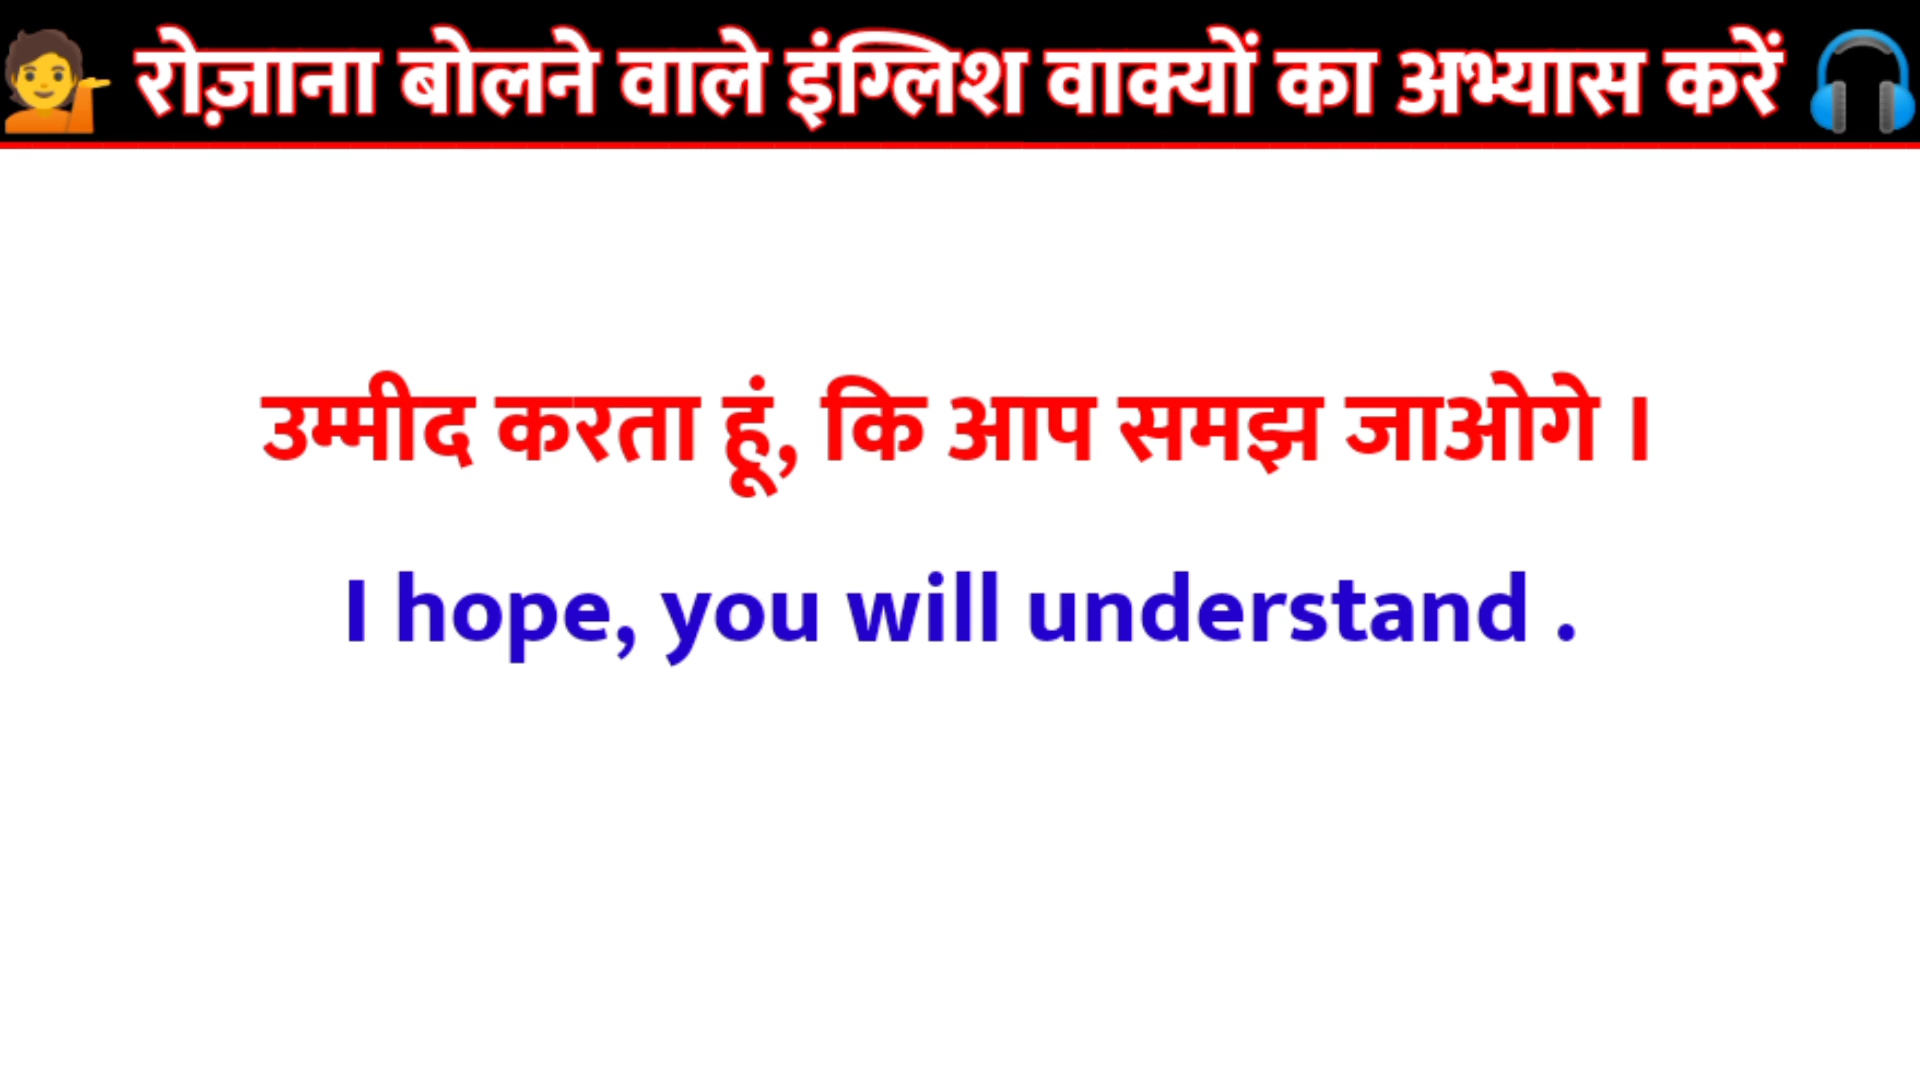 रोज़ाना बोलने वाले इंग्लिश वाक्यों का अभ्यास करें
उम्मीद करता हूं, कि आप समझ जाओगे ।
I hope, you will understand .